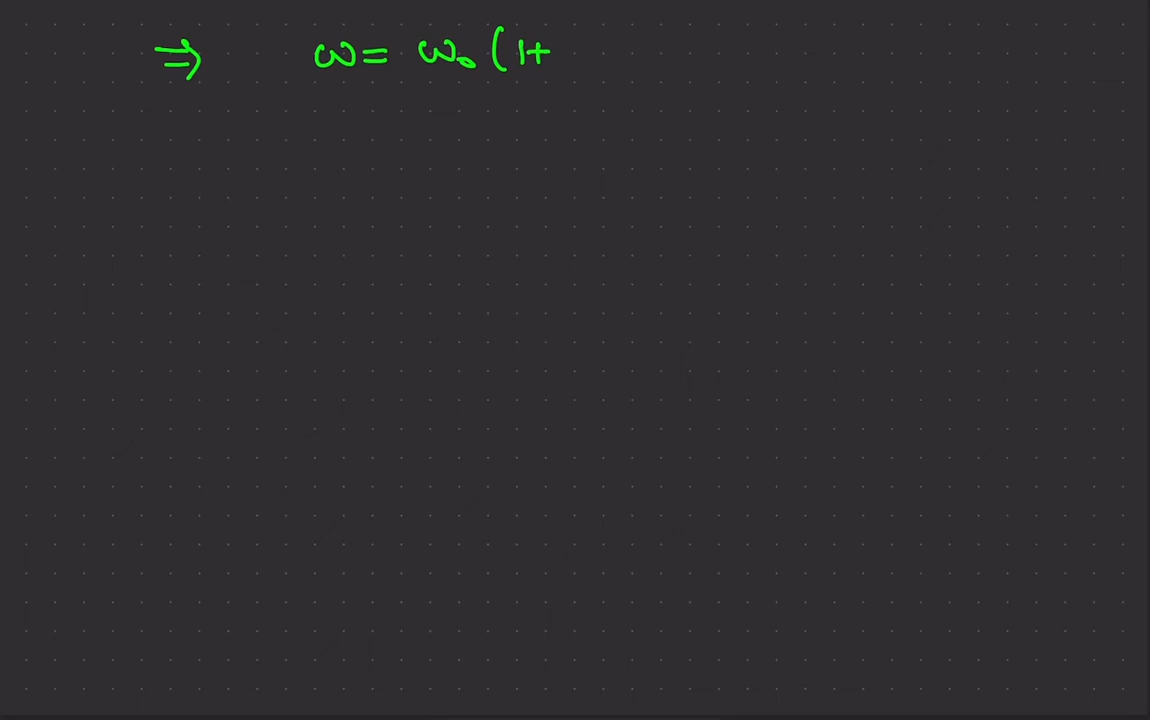 ⇒ ω = ω₀ (1+